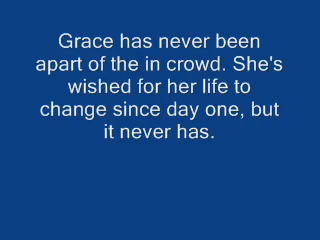 Grace has never been
apart of the in crowd. She's
wished for her life to
change since day one, but
it never has.